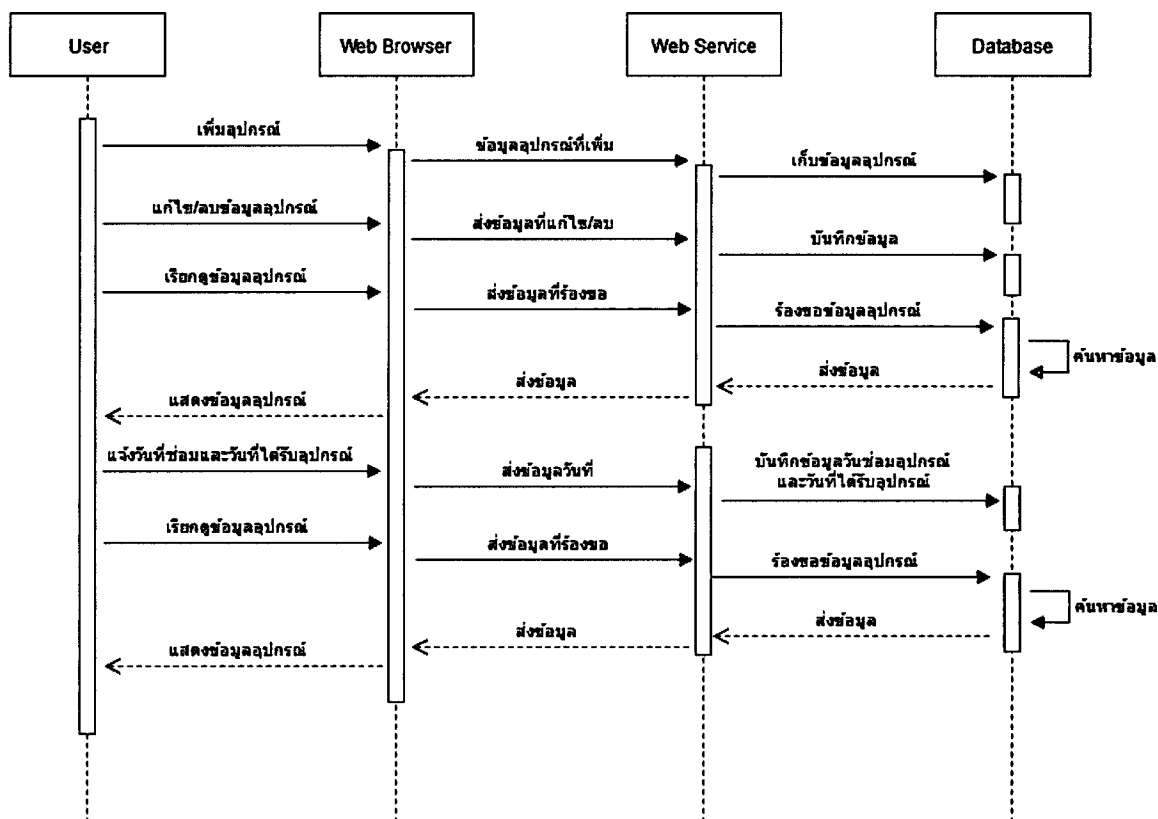 User
Web Browser
Web Service
Database
เพิ่มอุปกรณ์
ข้อมูลอุปกรณ์ที่เพิ่ม
เก็บข้อมูลอุปกรณ์
แก้ไข/ลบข้อมูลอุปกรณ์
ส่งข้อมูลที่แก้ไข/ลบ
บันทึกข้อมูล
เรียกดูข้อมูลอุปกรณ์
ส่งข้อมูลที่ร้องขอ
ร้องขอข้อมูลอุปกรณ์
ค้นหาข้อมูล
ส่งข้อมูล
ส่งข้อมูล
แสดงข้อมูลอุปกรณ์
แจ้งวันที่ซ่อมและวันที่ได้รับอุปกรณ์
ส่งข้อมูลวันที่
บันทึกข้อมูลวันซ่อมอุปกรณ์
และวันที่ได้รับอุปกรณ์
เรียกดูข้อมูลอุปกรณ์
ส่งข้อมูลที่ร้องขอ
ร้องขอข้อมูลอุปกรณ์
ค้นหาข้อมูล
ส่งข้อมูล
ส่งข้อมูล
แสดงข้อมูลอุปกรณ์